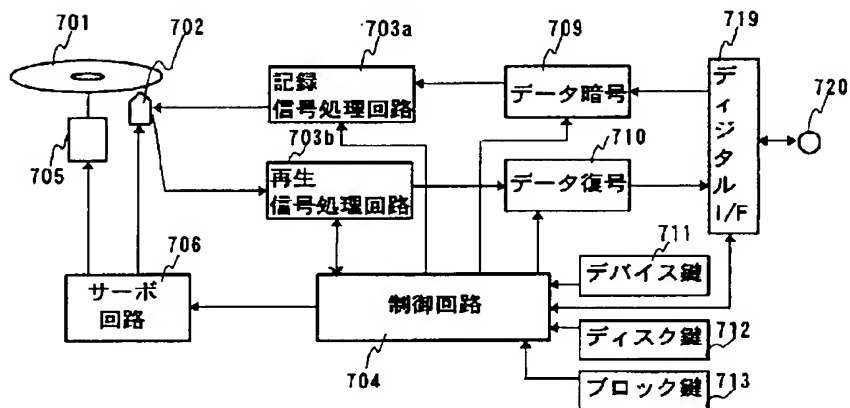 701
702
703a
記録
信号処理回路
709
データ暗号
719
ディジタルI/F
720
705
703b
再生
信号処理回路
710
データ復号
706
サーボ
回路
制御回路
704
711
デバイス鍵
ディスク鍵
712
ブロック鍵
713